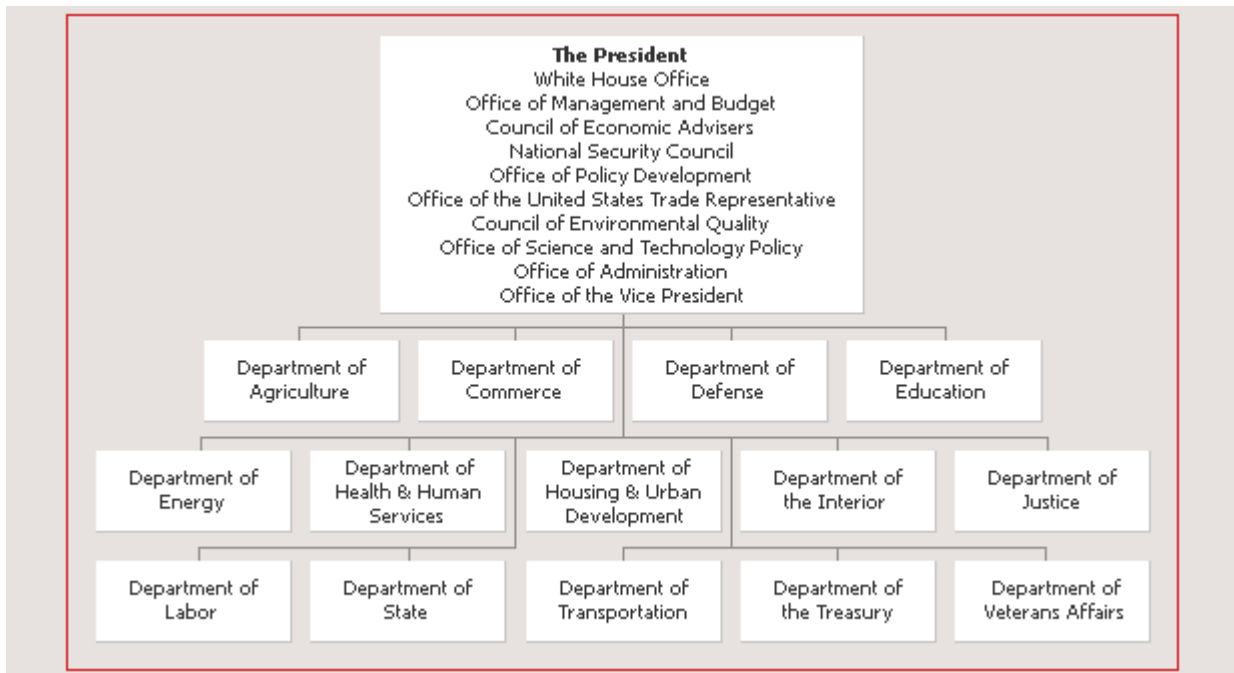 The President
White House Office
Office of Management and Budget
Council of Economic Advisers
National Security Council
Office of Policy Development
Office of the United States Trade Representative
Council of Environmental Quality
Office of Science and Technology Policy
Office of Administration
Office of the Vice President
Department of
Agriculture
Department of
Commerce
Department of
Defense
Department of
Education
Department of
Energy
Department of
Health & Human
Services
Department of
Housing & Urban
Development
Department of
the Interior
Department of
Justice
Department of
Labor
Department of
State
Department of
Transportation
Department of
the Treasury
Department of
Veterans Affairs